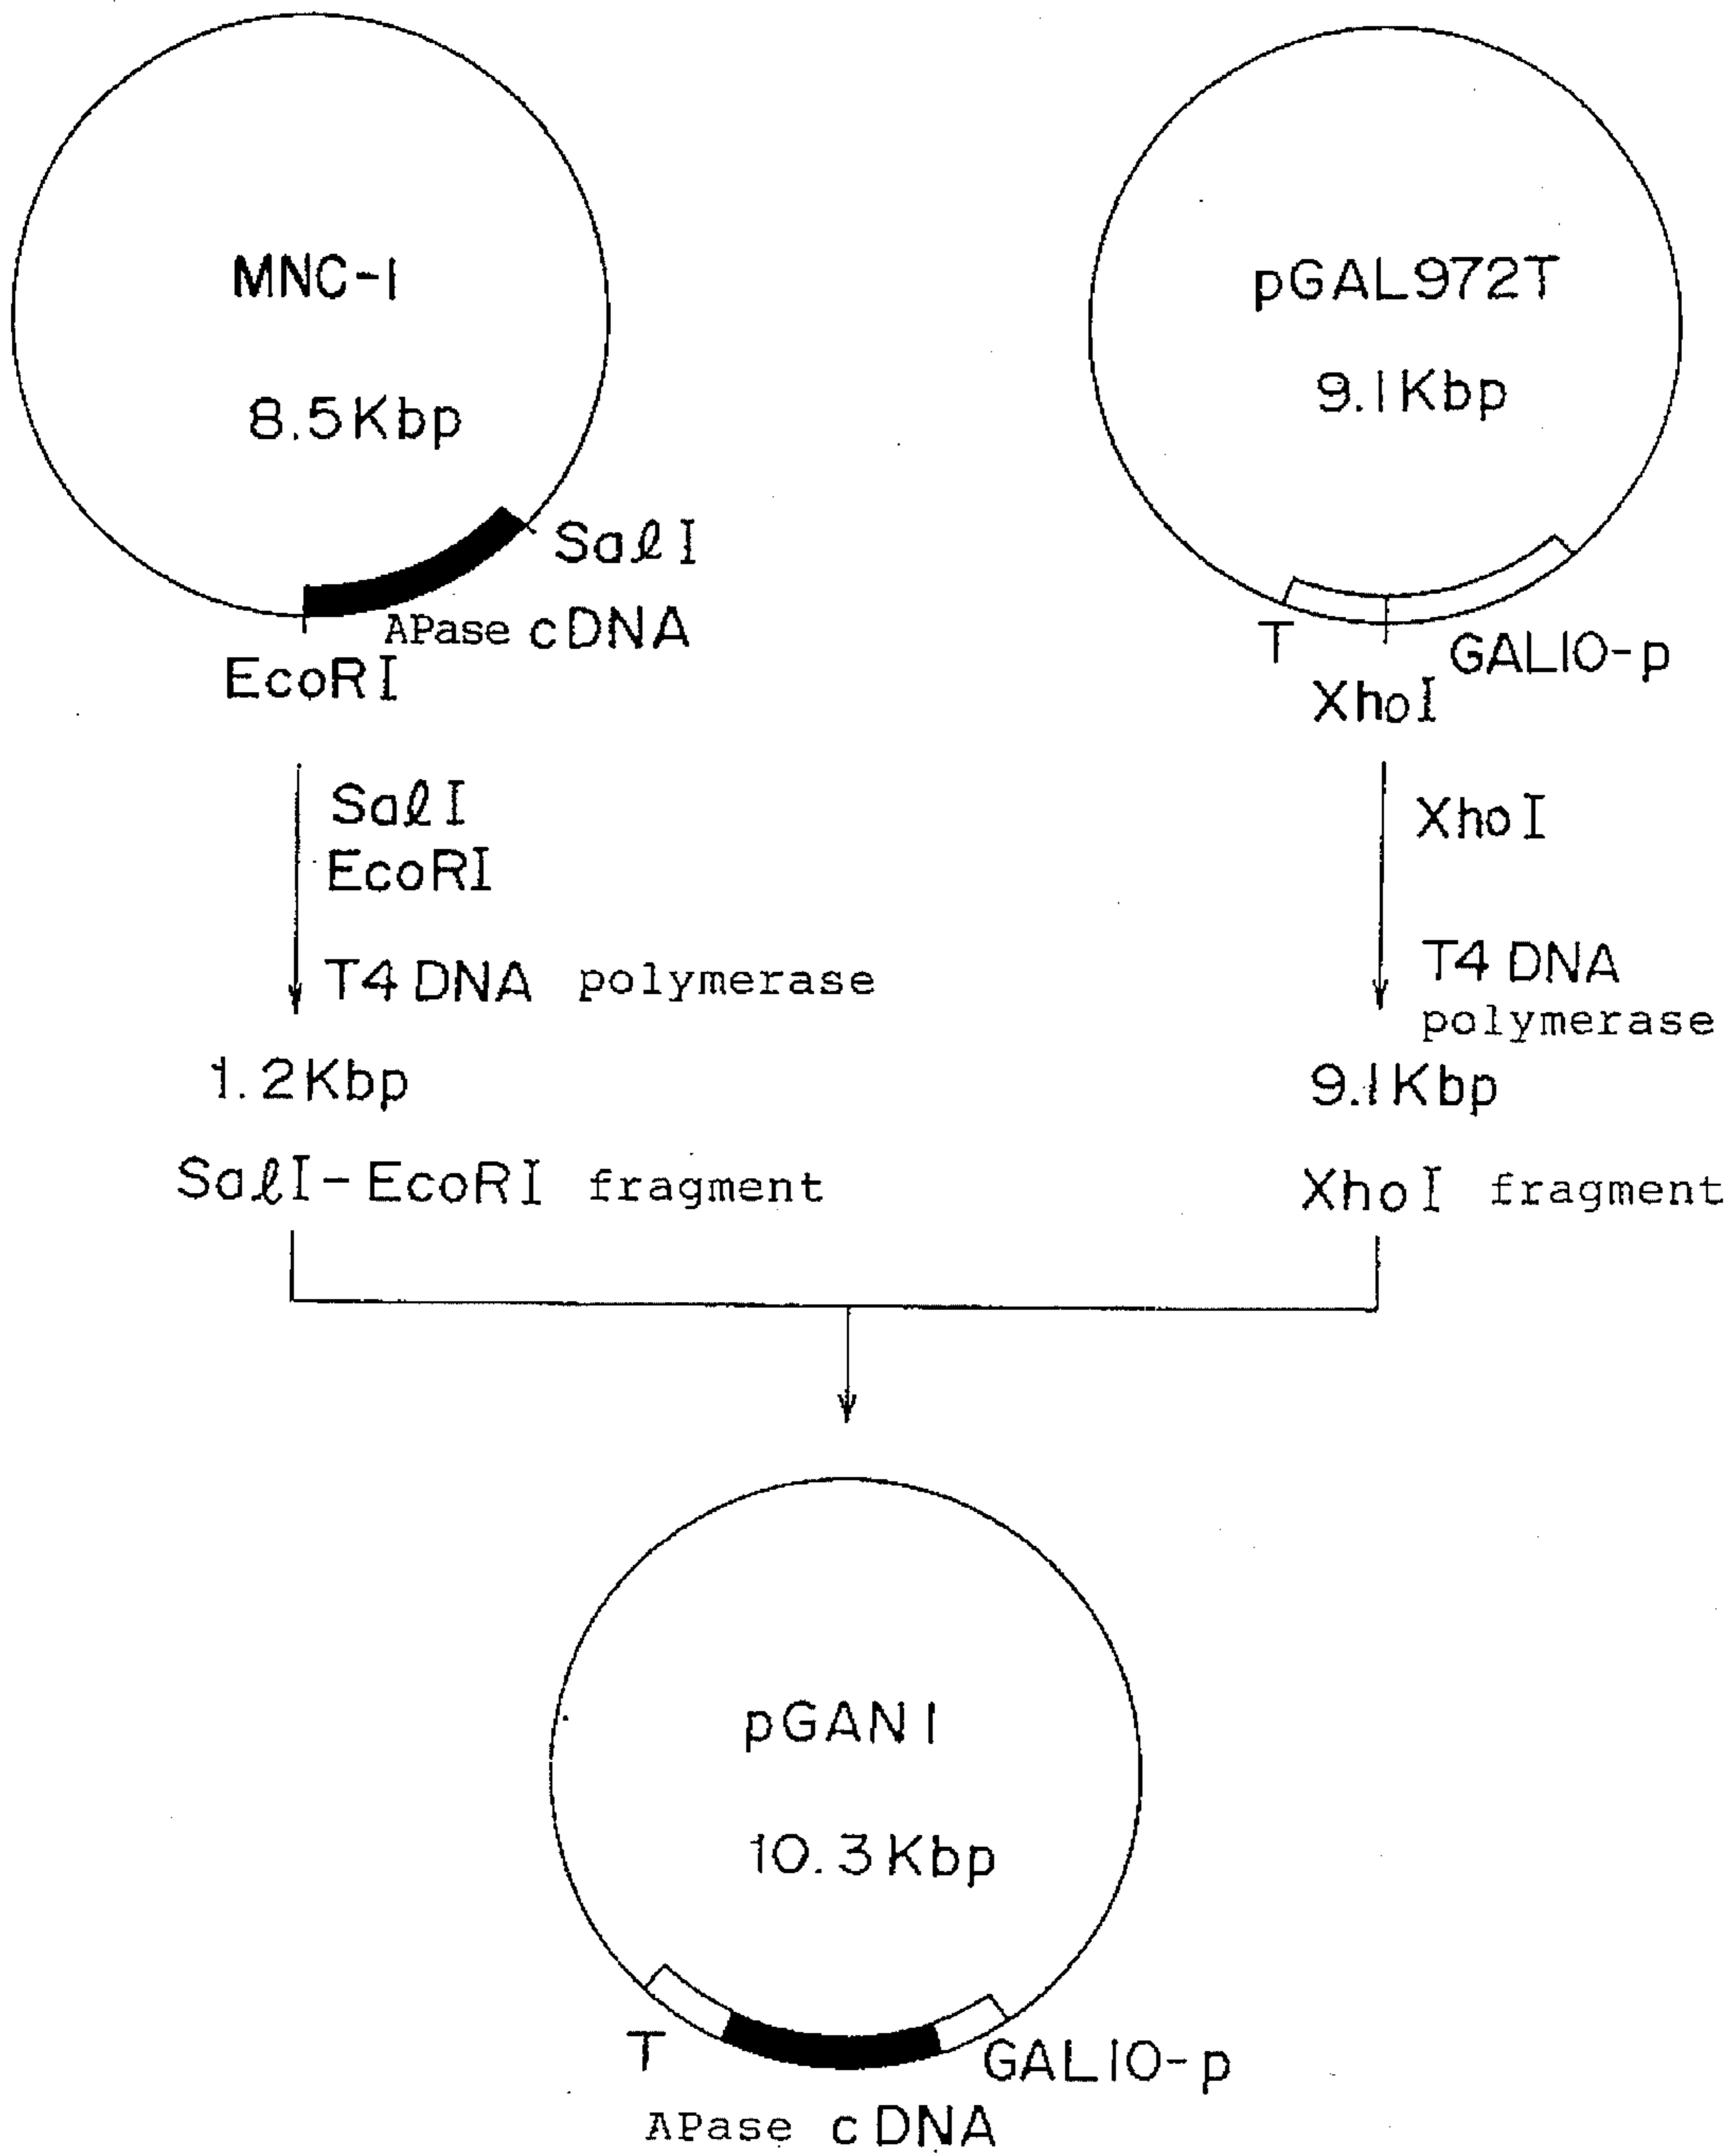 MNC-1
8.5Kbp
SalI
APase cDNA
EcoRI
pGAL972T
9.1Kbp
T
GAL10-p
XhoI
SalI
EcoRI
T4 DNA polymerase
1.2Kbp
SalI-EcoRI fragment
XhoI
T4 DNA
polymerase
9.1Kbp
XhoI fragment
pGAN1
10.3Kbp
T
GAL10-p
APase cDNA